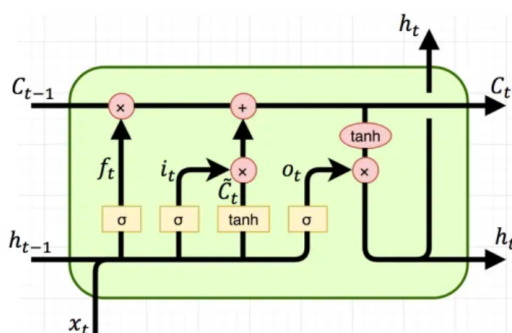 h_t
C_{t-1}
×
+
C_t
tanh
f_t
i_t
×
o_t
×
C̃_t
σ
σ
tanh
σ
h_{t-1}
h_t
x_t